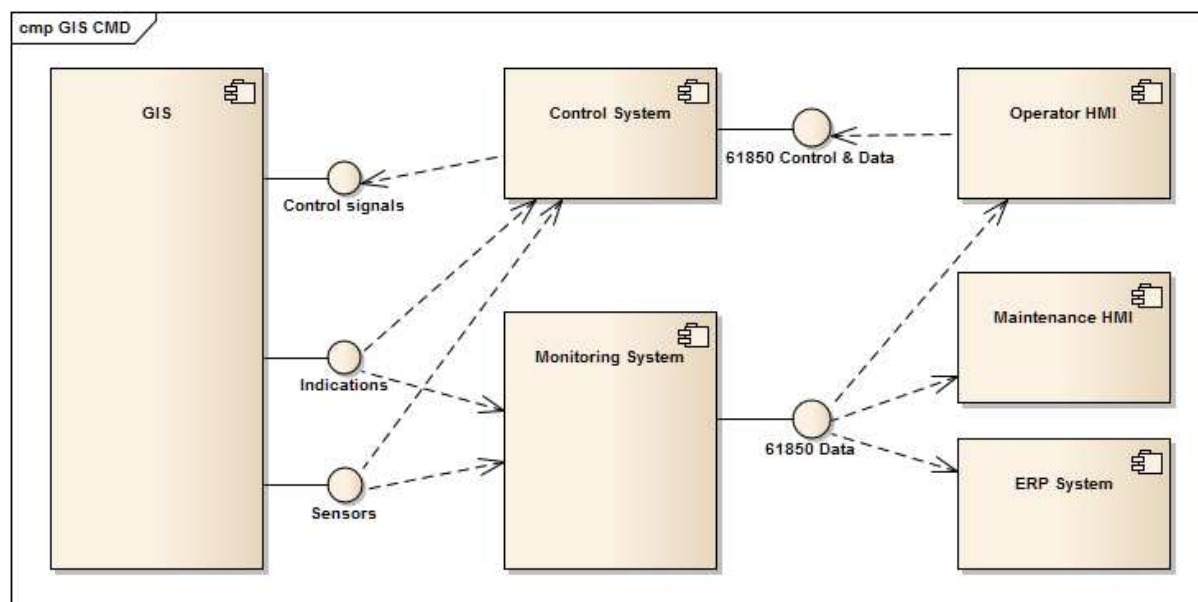 cmp GIS CMD
GIS
Control System
Operator HMI
61850 Control & Data
Control signals
Maintenance HMI
Indications
Monitoring System
61850 Data
ERP System
Sensors